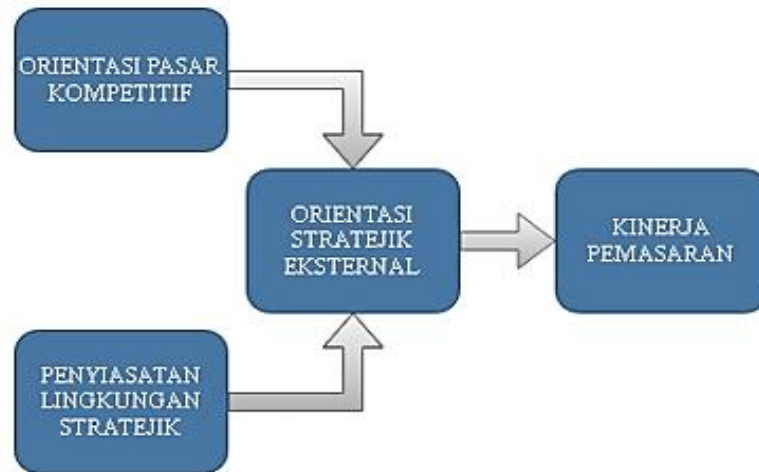 ORIENTASI PASAR
KOMPETITIF
ORIENTASI
STRATEJIK
EKSTERNAL
KINERJA
PEMASARAN
PENYIASATAN
LINGKUNGAN
STRATEJIK